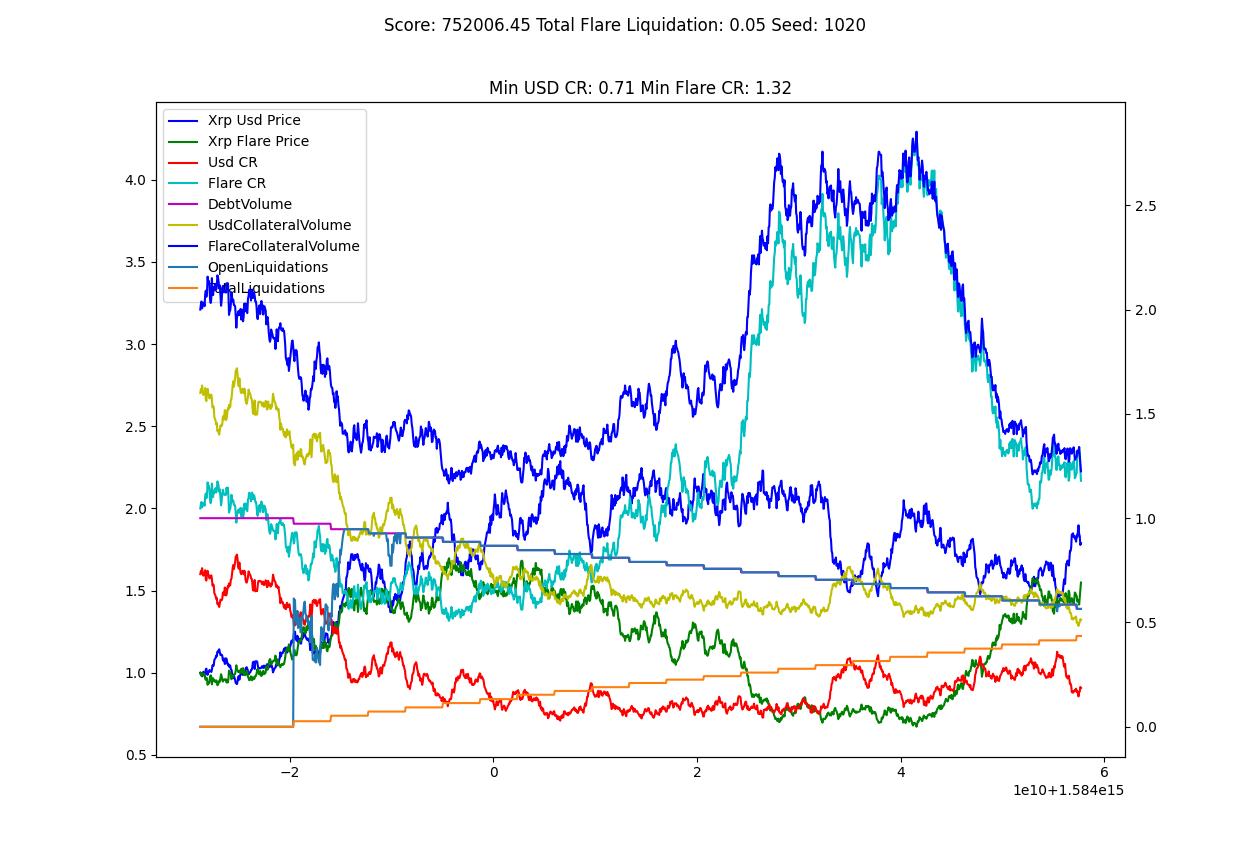 Score: 752006.45 Total Flare Liquidation: 0.05 Seed: 1020
Min USD CR: 0.71 Min Flare CR: 1.32
Xrp Usd Price
Xrp Flare Price
Usd CR
Flare CR
DebtVolume
UsdCollateralVolume
FlareCollateralVolume
OpenLiquidations
TotalLiquidations
4.0
3.5
3.0
2.5
2.0
1.5
1.0
0.5
2.5
2.0
1.5
1.0
0.5
0.0
−2 0 2 4 6
1e10+1.584e15